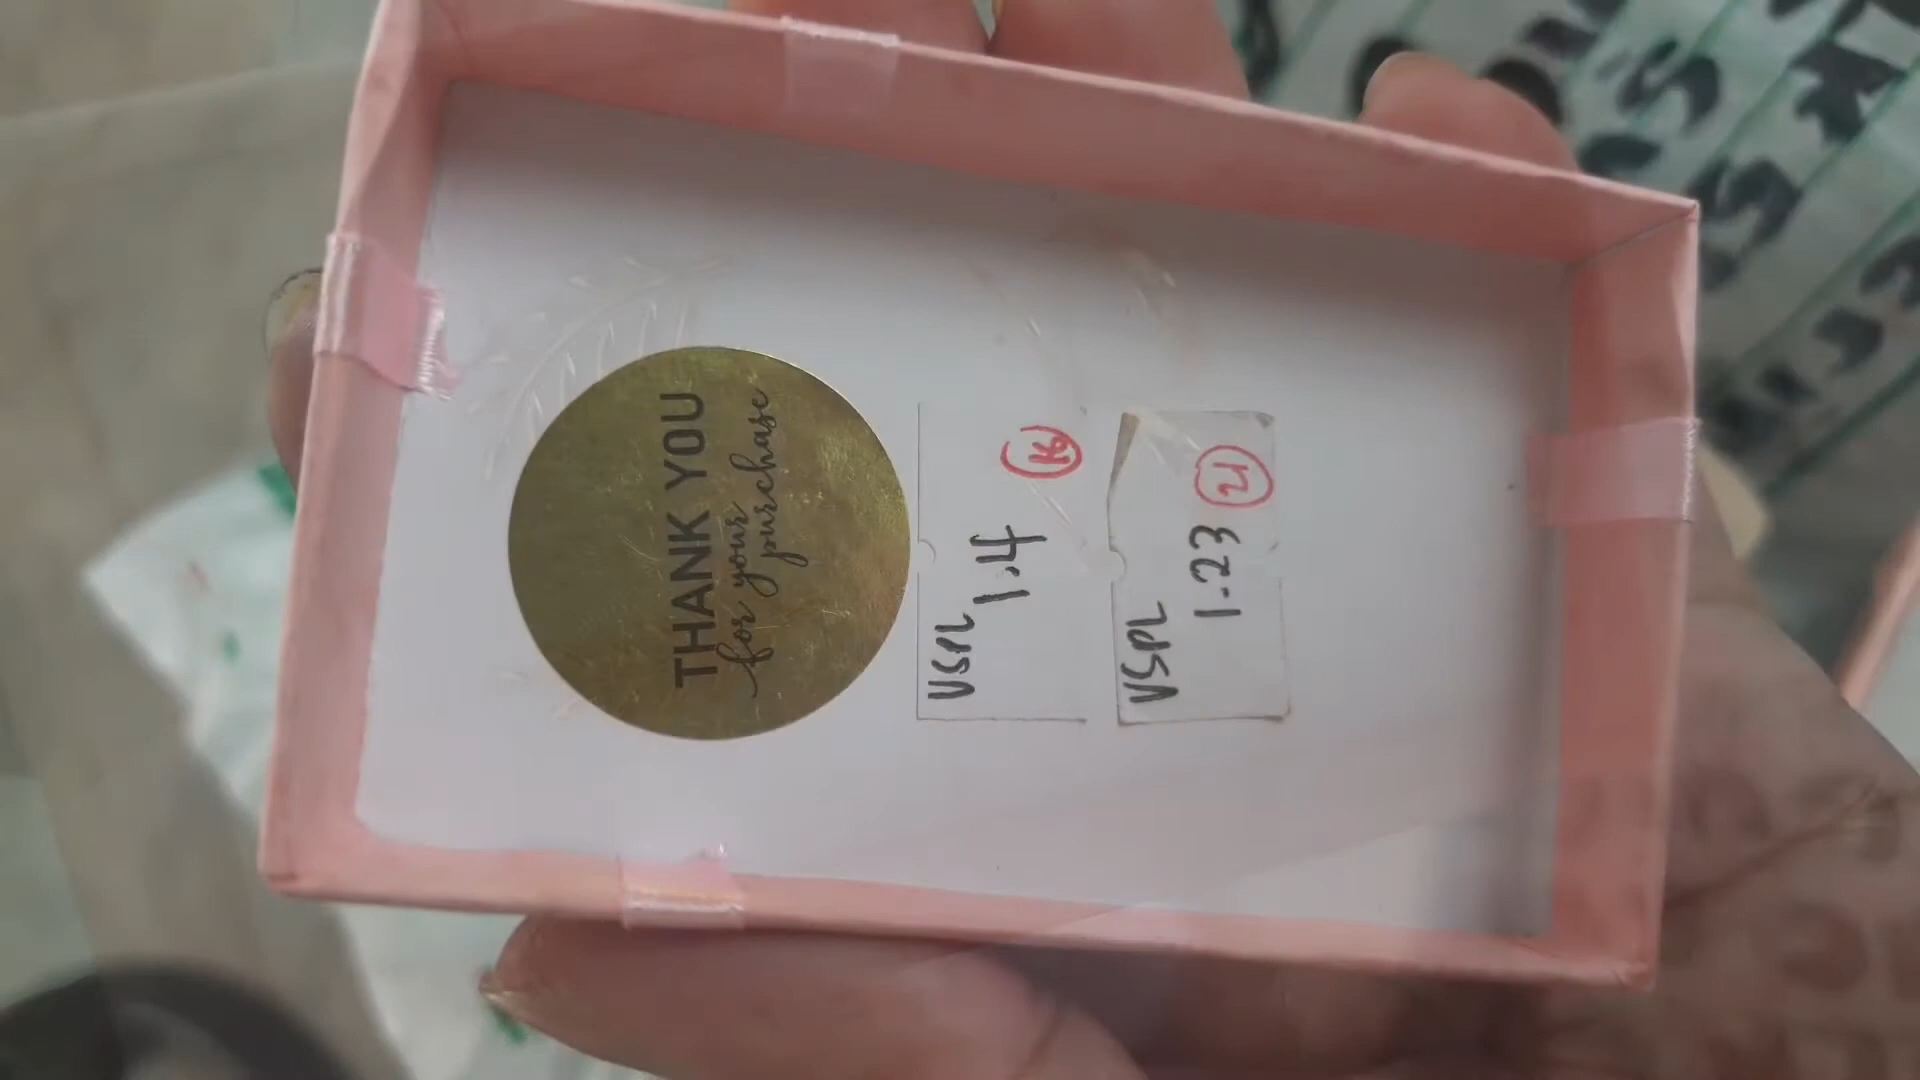 THANK YOU
for your
purchase
VSPL
1.4
16
VSPL
1-23
21